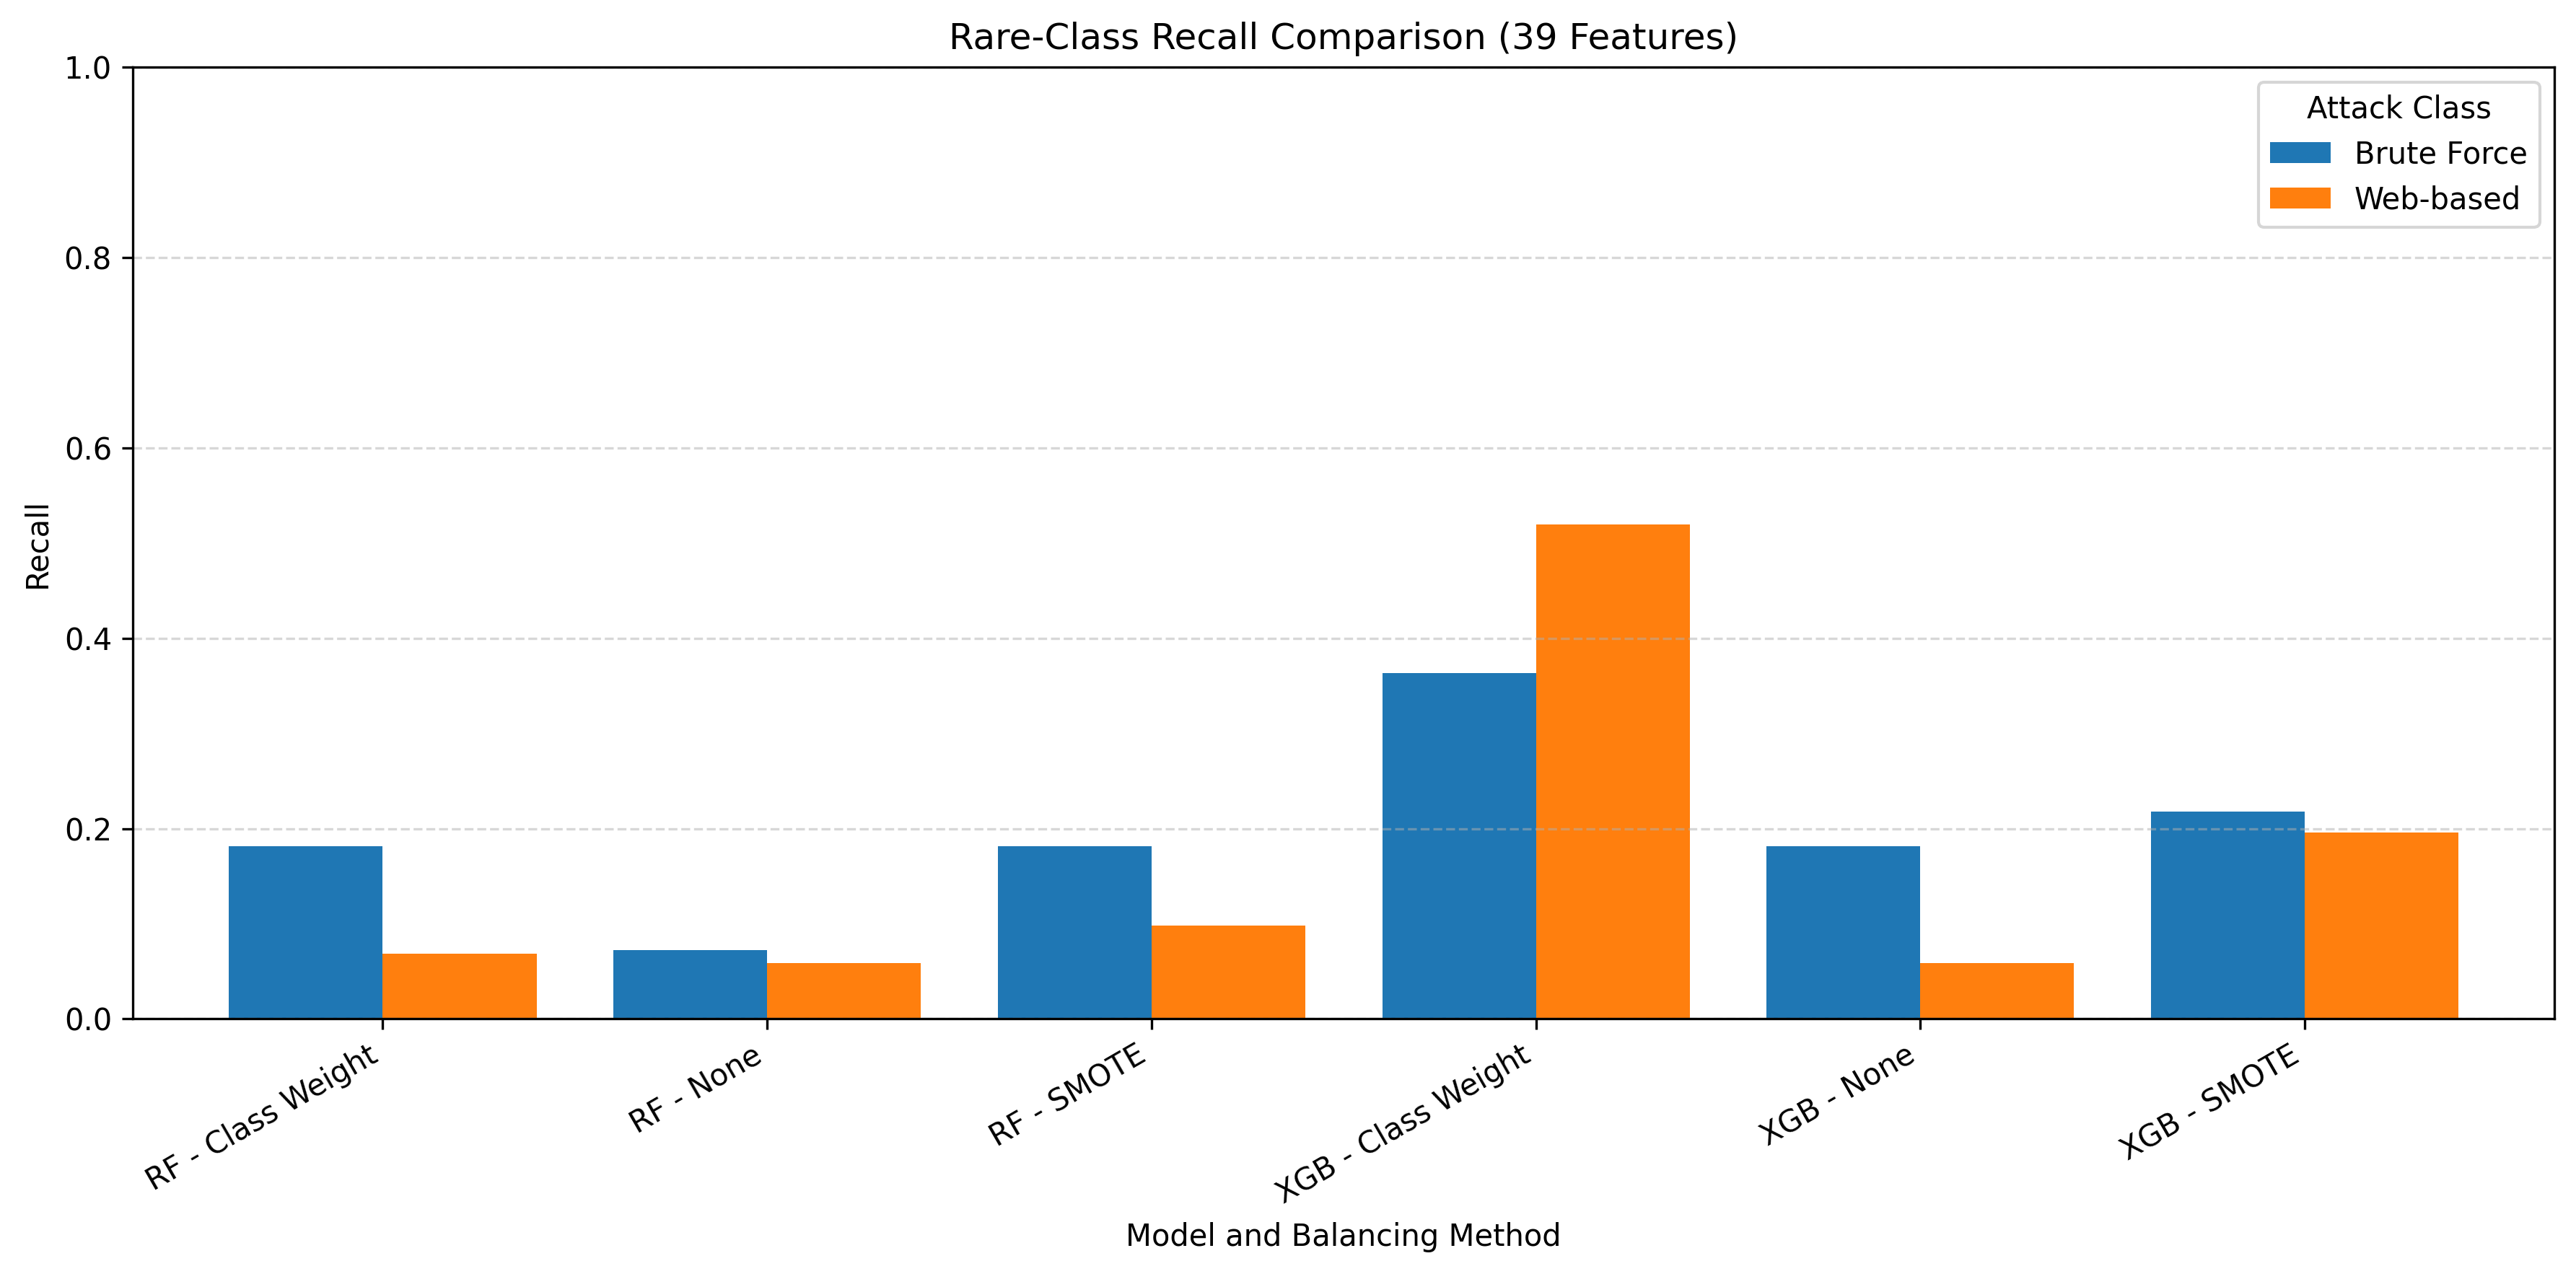 Rare-Class Recall Comparison (39 Features)
1.0
0.8
0.6
0.4
0.2
0.0
Recall
Attack Class
Brute Force
Web-based
RF - Class Weight
RF - None
RF - SMOTE
XGB - Class Weight
XGB - None
XGB - SMOTE
Model and Balancing Method